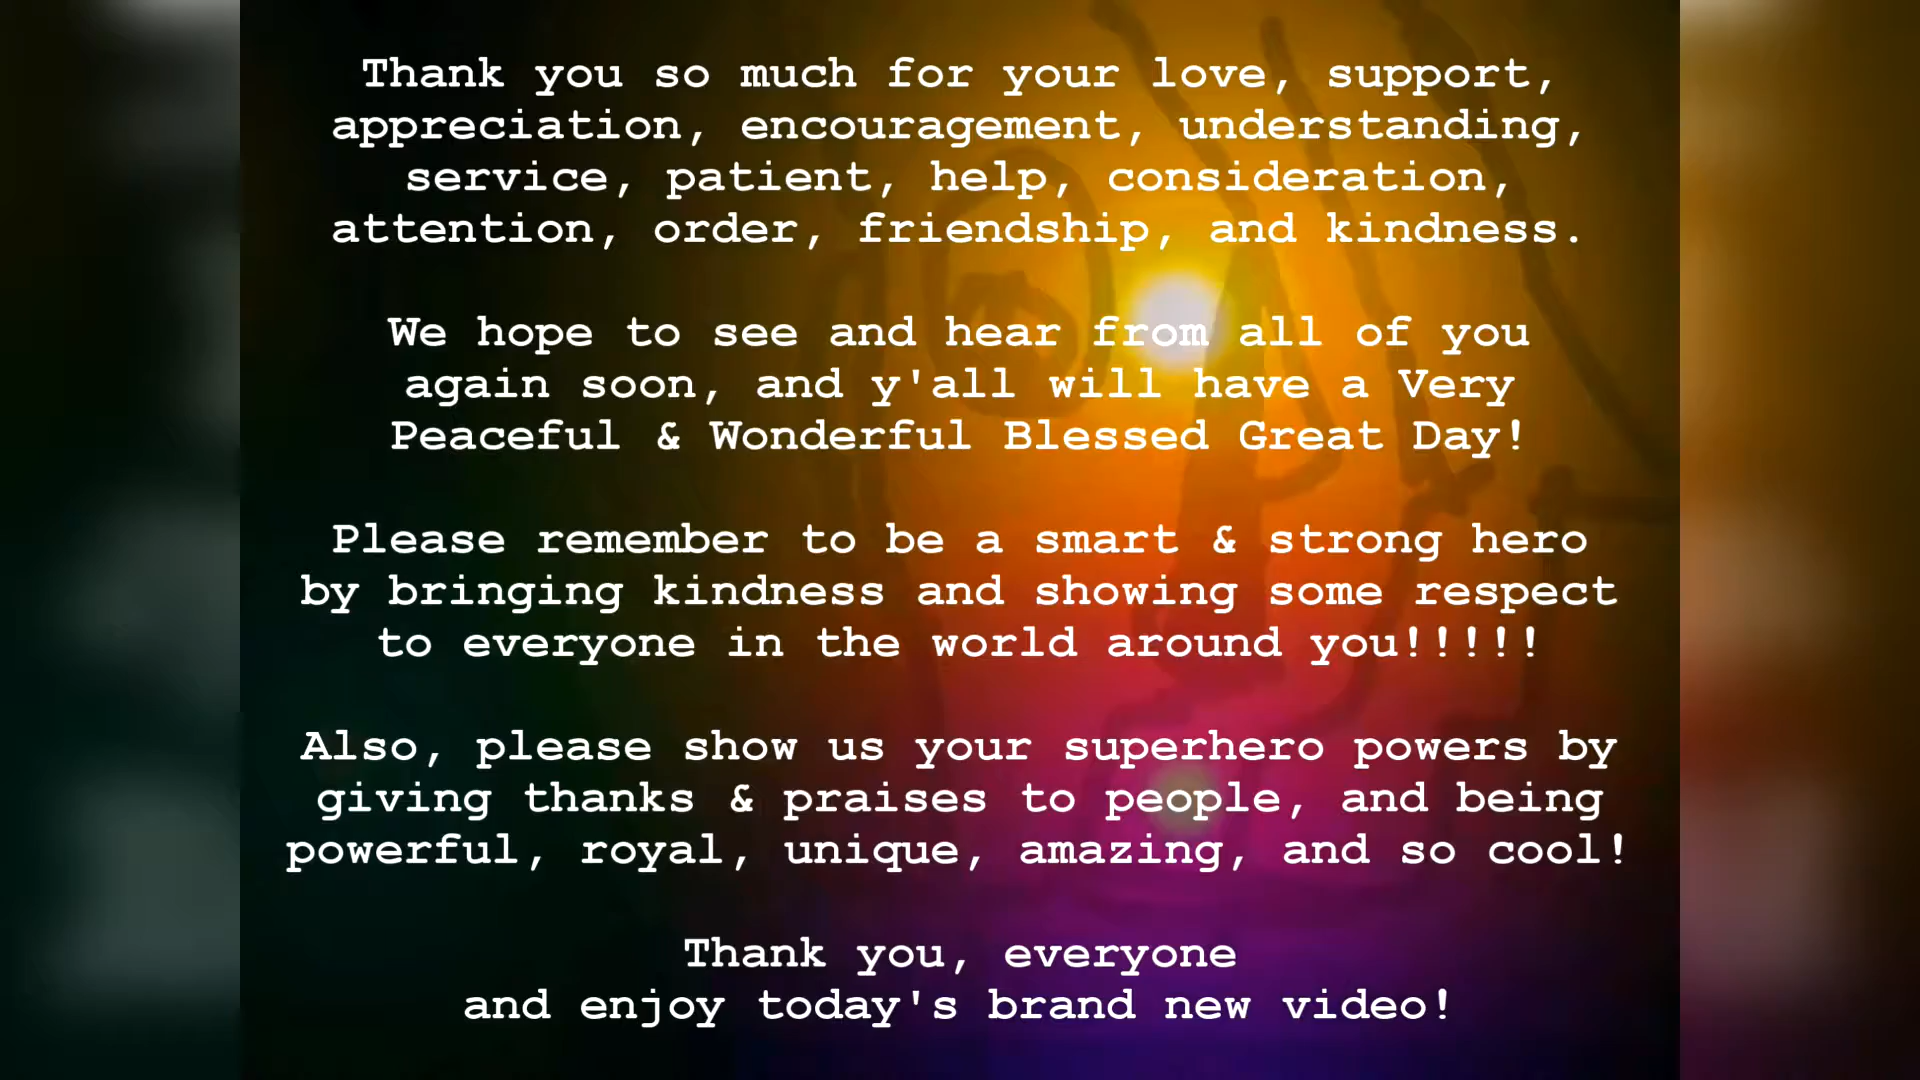 Thank you so much for your love, support,
appreciation, encouragement, understanding,
service, patient, help, consideration,
attention, order, friendship, and kindness.
We hope to see and hear from all of you
again soon, and y'all will have a Very
Peaceful & Wonderful Blessed Great Day!
Please remember to be a smart & strong hero
by bringing kindness and showing some respect
to everyone in the world around you!!!!!
Also, please show us your superhero powers by
giving thanks & praises to people, and being
powerful, royal, unique, amazing, and so cool!
Thank you, everyone
and enjoy today's brand new video!